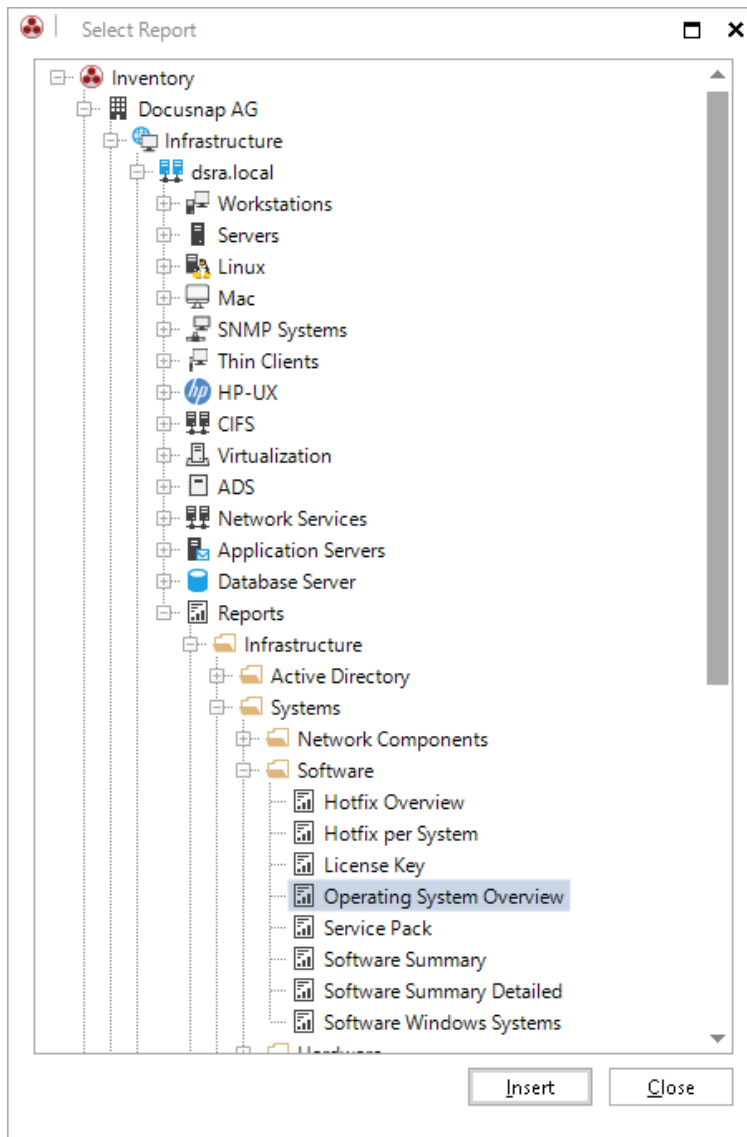 Select Report
Inventory
Docusnap AG
Infrastructure
dsra.local
Workstations
Servers
Linux
Mac
SNMP Systems
Thin Clients
hp HP-UX
CIFS
Virtualization
ADS
Network Services
Application Servers
Database Server
Reports
Infrastructure
Active Directory
Systems
Network Components
Software
Hotfix Overview
Hotfix per System
License Key
Operating System Overview
Service Pack
Software Summary
Software Summary Detailed
Software Windows Systems
Hardware
Insert Close